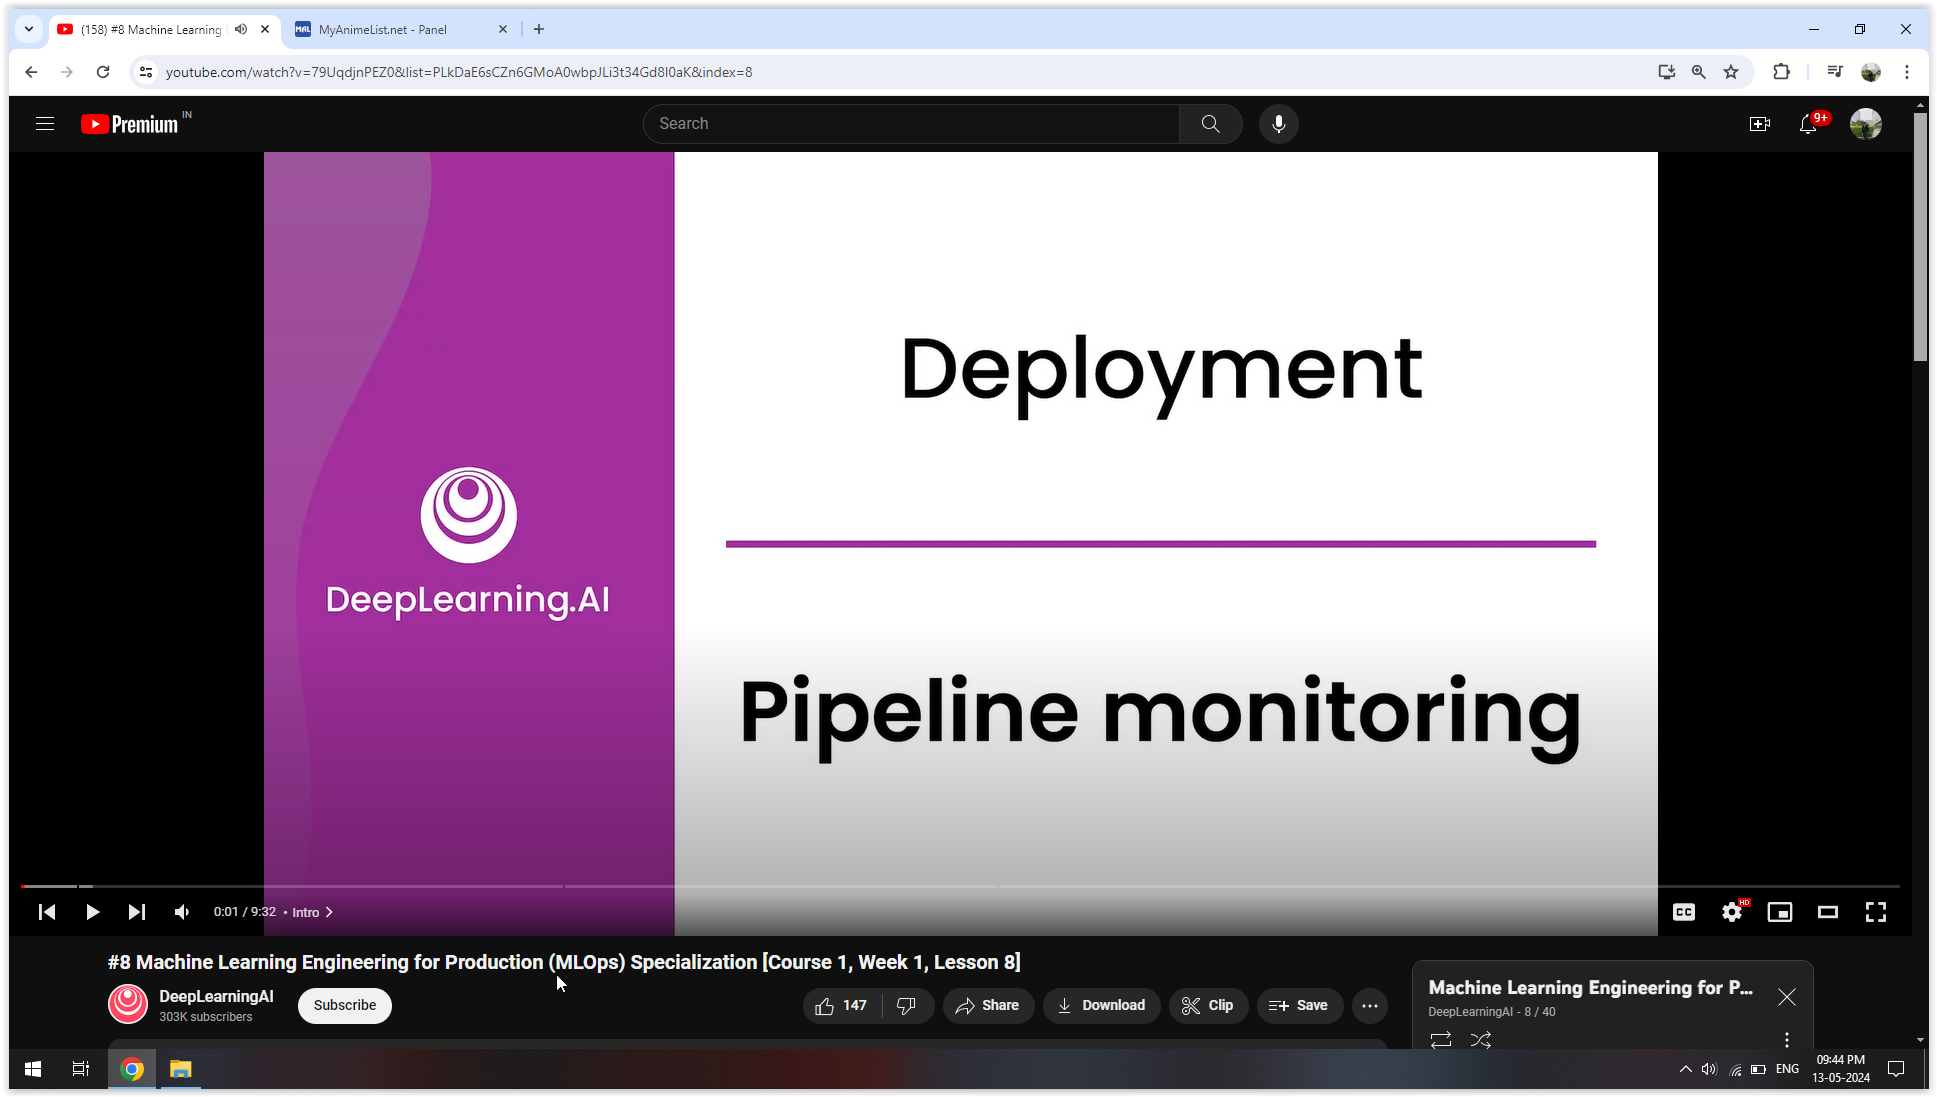 (158) #8 Machine Learning
MAL MyAnimeList.net - Panel
youtube.com/watch?v=79UqdjnPEZ0&list=PLkDaE6sCZn6GMoA0wbpJLi3t34Gd8l0aK&index=8
Premium IN
Search
9+
Deployment
DeepLearning.AI
Pipeline monitoring
0:01 / 9:32 • Intro
CC HD
#8 Machine Learning Engineering for Production (MLOps) Specialization [Course 1, Week 1, Lesson 8]
DeepLearningAI
303K subscribers
Subscribe
147 Share Download Clip Save
Machine Learning Engineering for P...
DeepLearningAI - 8 / 40
ENG
09:44 PM
13-05-2024